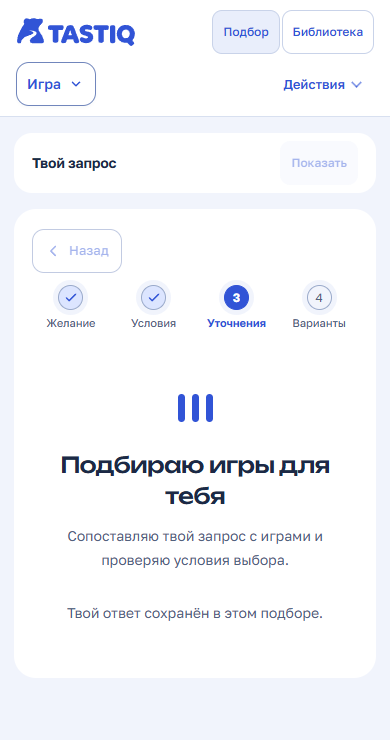 TASTIQ
Подбор
Библиотека
Игра
Действия
Твой запрос
Показать
Назад
3
4
Желание
Условия
Уточнения
Варианты
Подбираю игры для
тебя
Сопоставляю твой запрос с играми и
проверяю условия выбора.
Твой ответ сохранён в этом подборе.